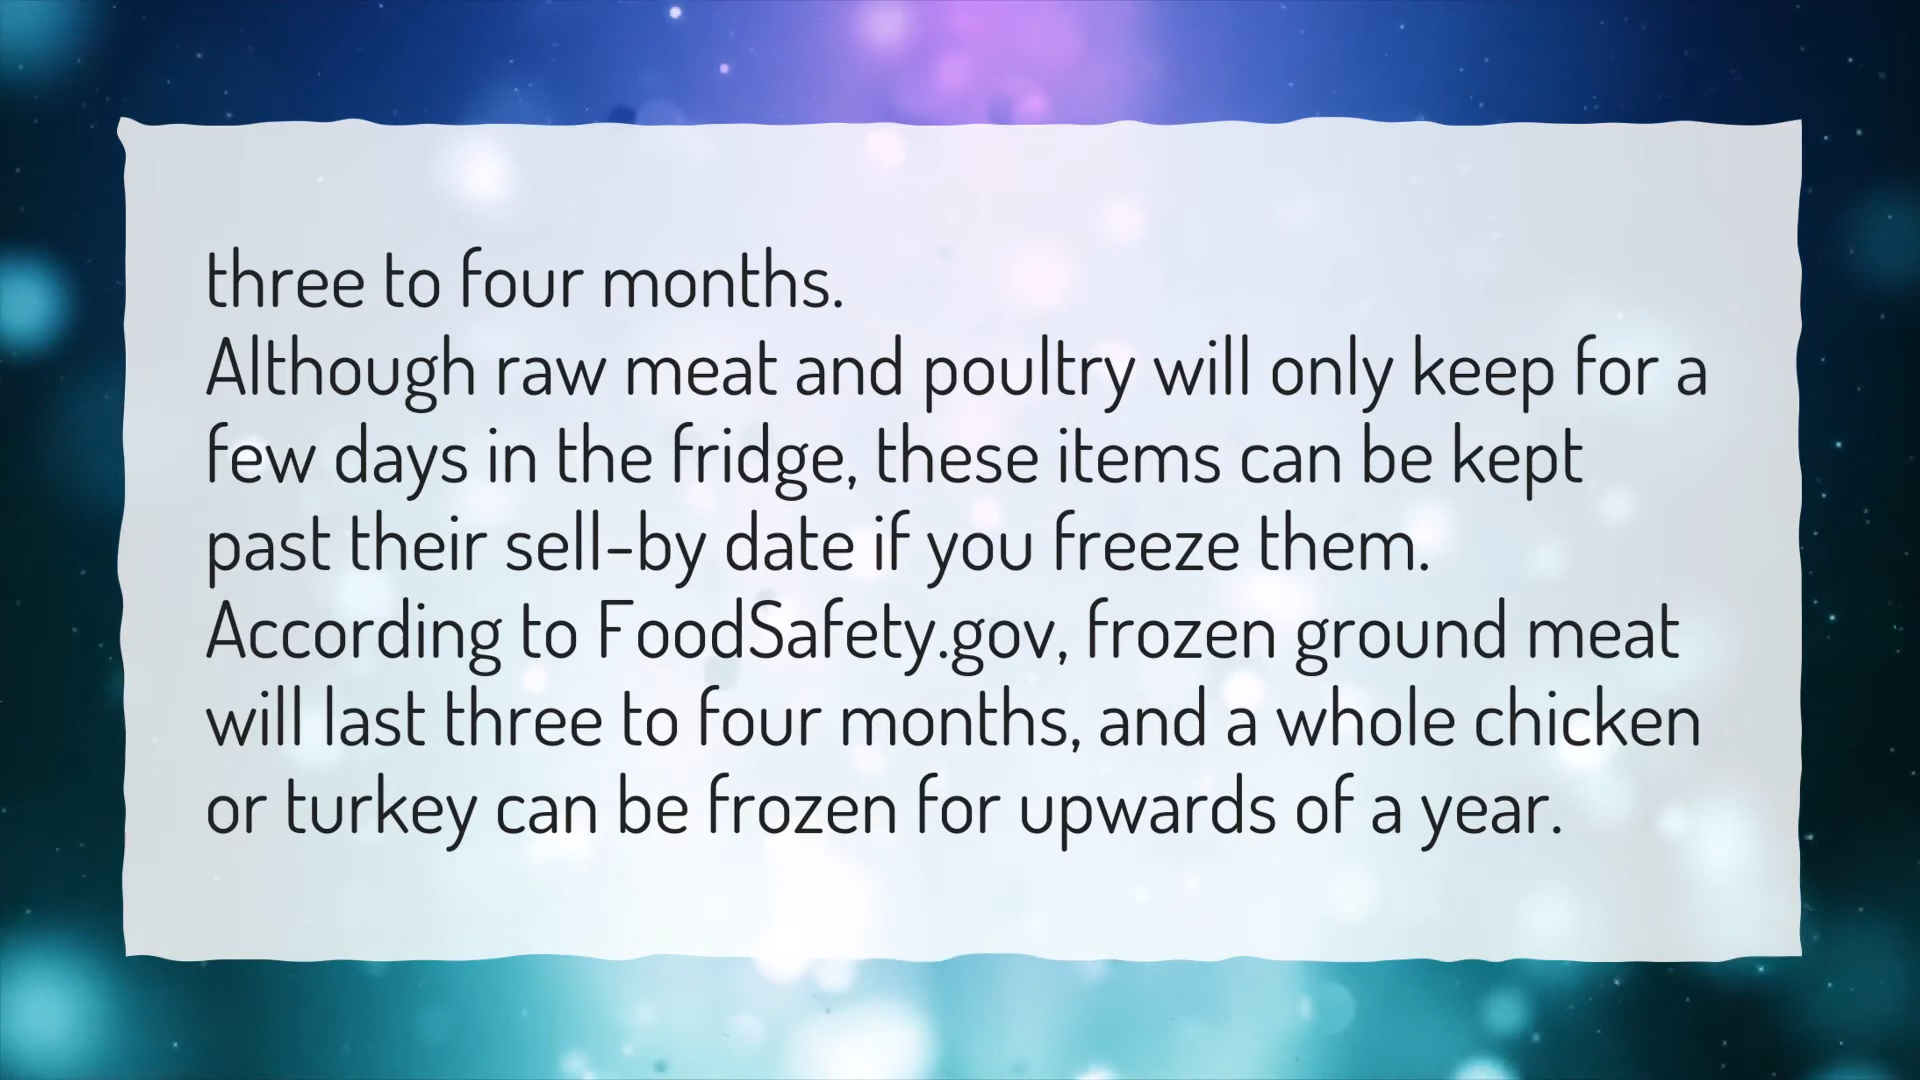 three to four months.
Although raw meat and poultry will only keep for a
few days in the fridge, these items can be kept
past their sell-by date if you freeze them.
According to FoodSafety.gov, frozen ground meat
will last three to four months, and a whole chicken
or turkey can be frozen for upwards of a year.